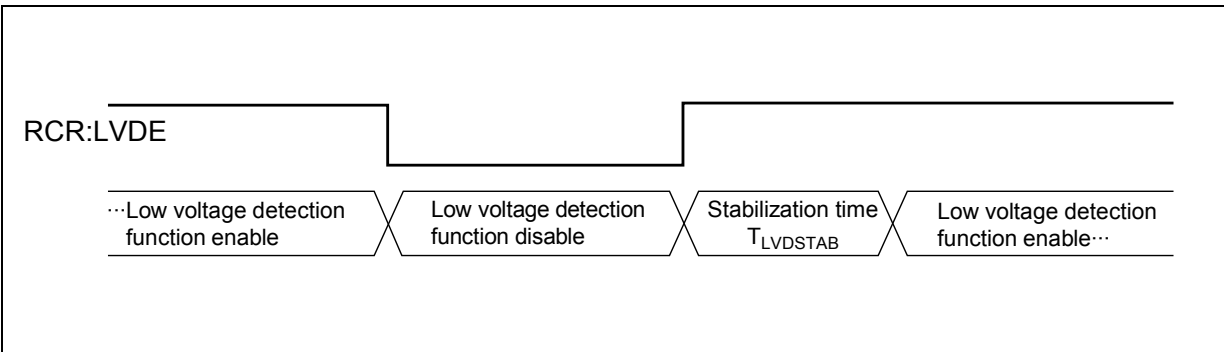 RCR:LVDE
···Low voltage detection
function enable
Low voltage detection
function disable
Stabilization time
TLVDSTAB
Low voltage detection
function enable···